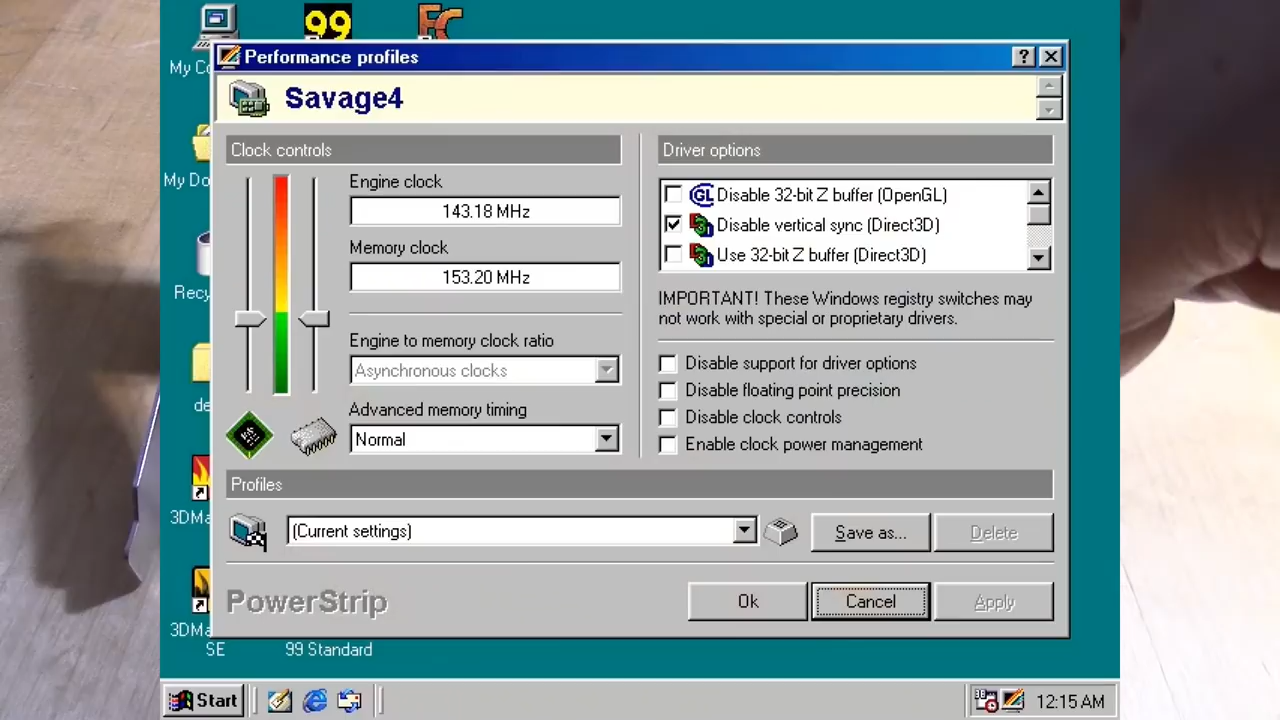 99
FC
My Co
Performance profiles
Savage4
Clock controls
Engine clock
143.18 MHz
Memory clock
153.20 MHz
Engine to memory clock ratio
Asynchronous clocks
Advanced memory timing
Normal
Driver options
GL Disable 32-bit Z buffer (OpenGL)
Disable vertical sync (Direct3D)
Use 32-bit Z buffer (Direct3D)
IMPORTANT! These Windows registry switches may
not work with special or proprietary drivers.
Disable support for driver options
Disable floating point precision
Disable clock controls
Enable clock power management
Profiles
(Current settings)
Save as...
Delete
PowerStrip
Ok
Cancel
Apply
My Do
Recy
de
3DMa
3DMa
SE
99 Standard
Start
12:15 AM